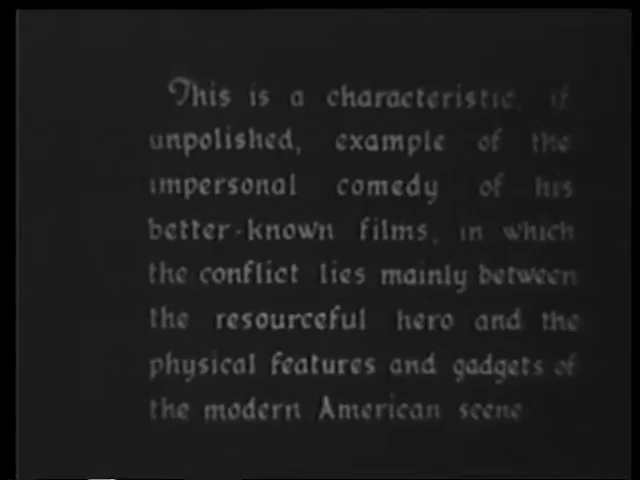 This is a characteristic, if
unpolished, example of the
impersonal comedy of his
better-known films, in which
the conflict lies mainly between
the resourceful hero and the
physical features and gadgets of
the modern American scene